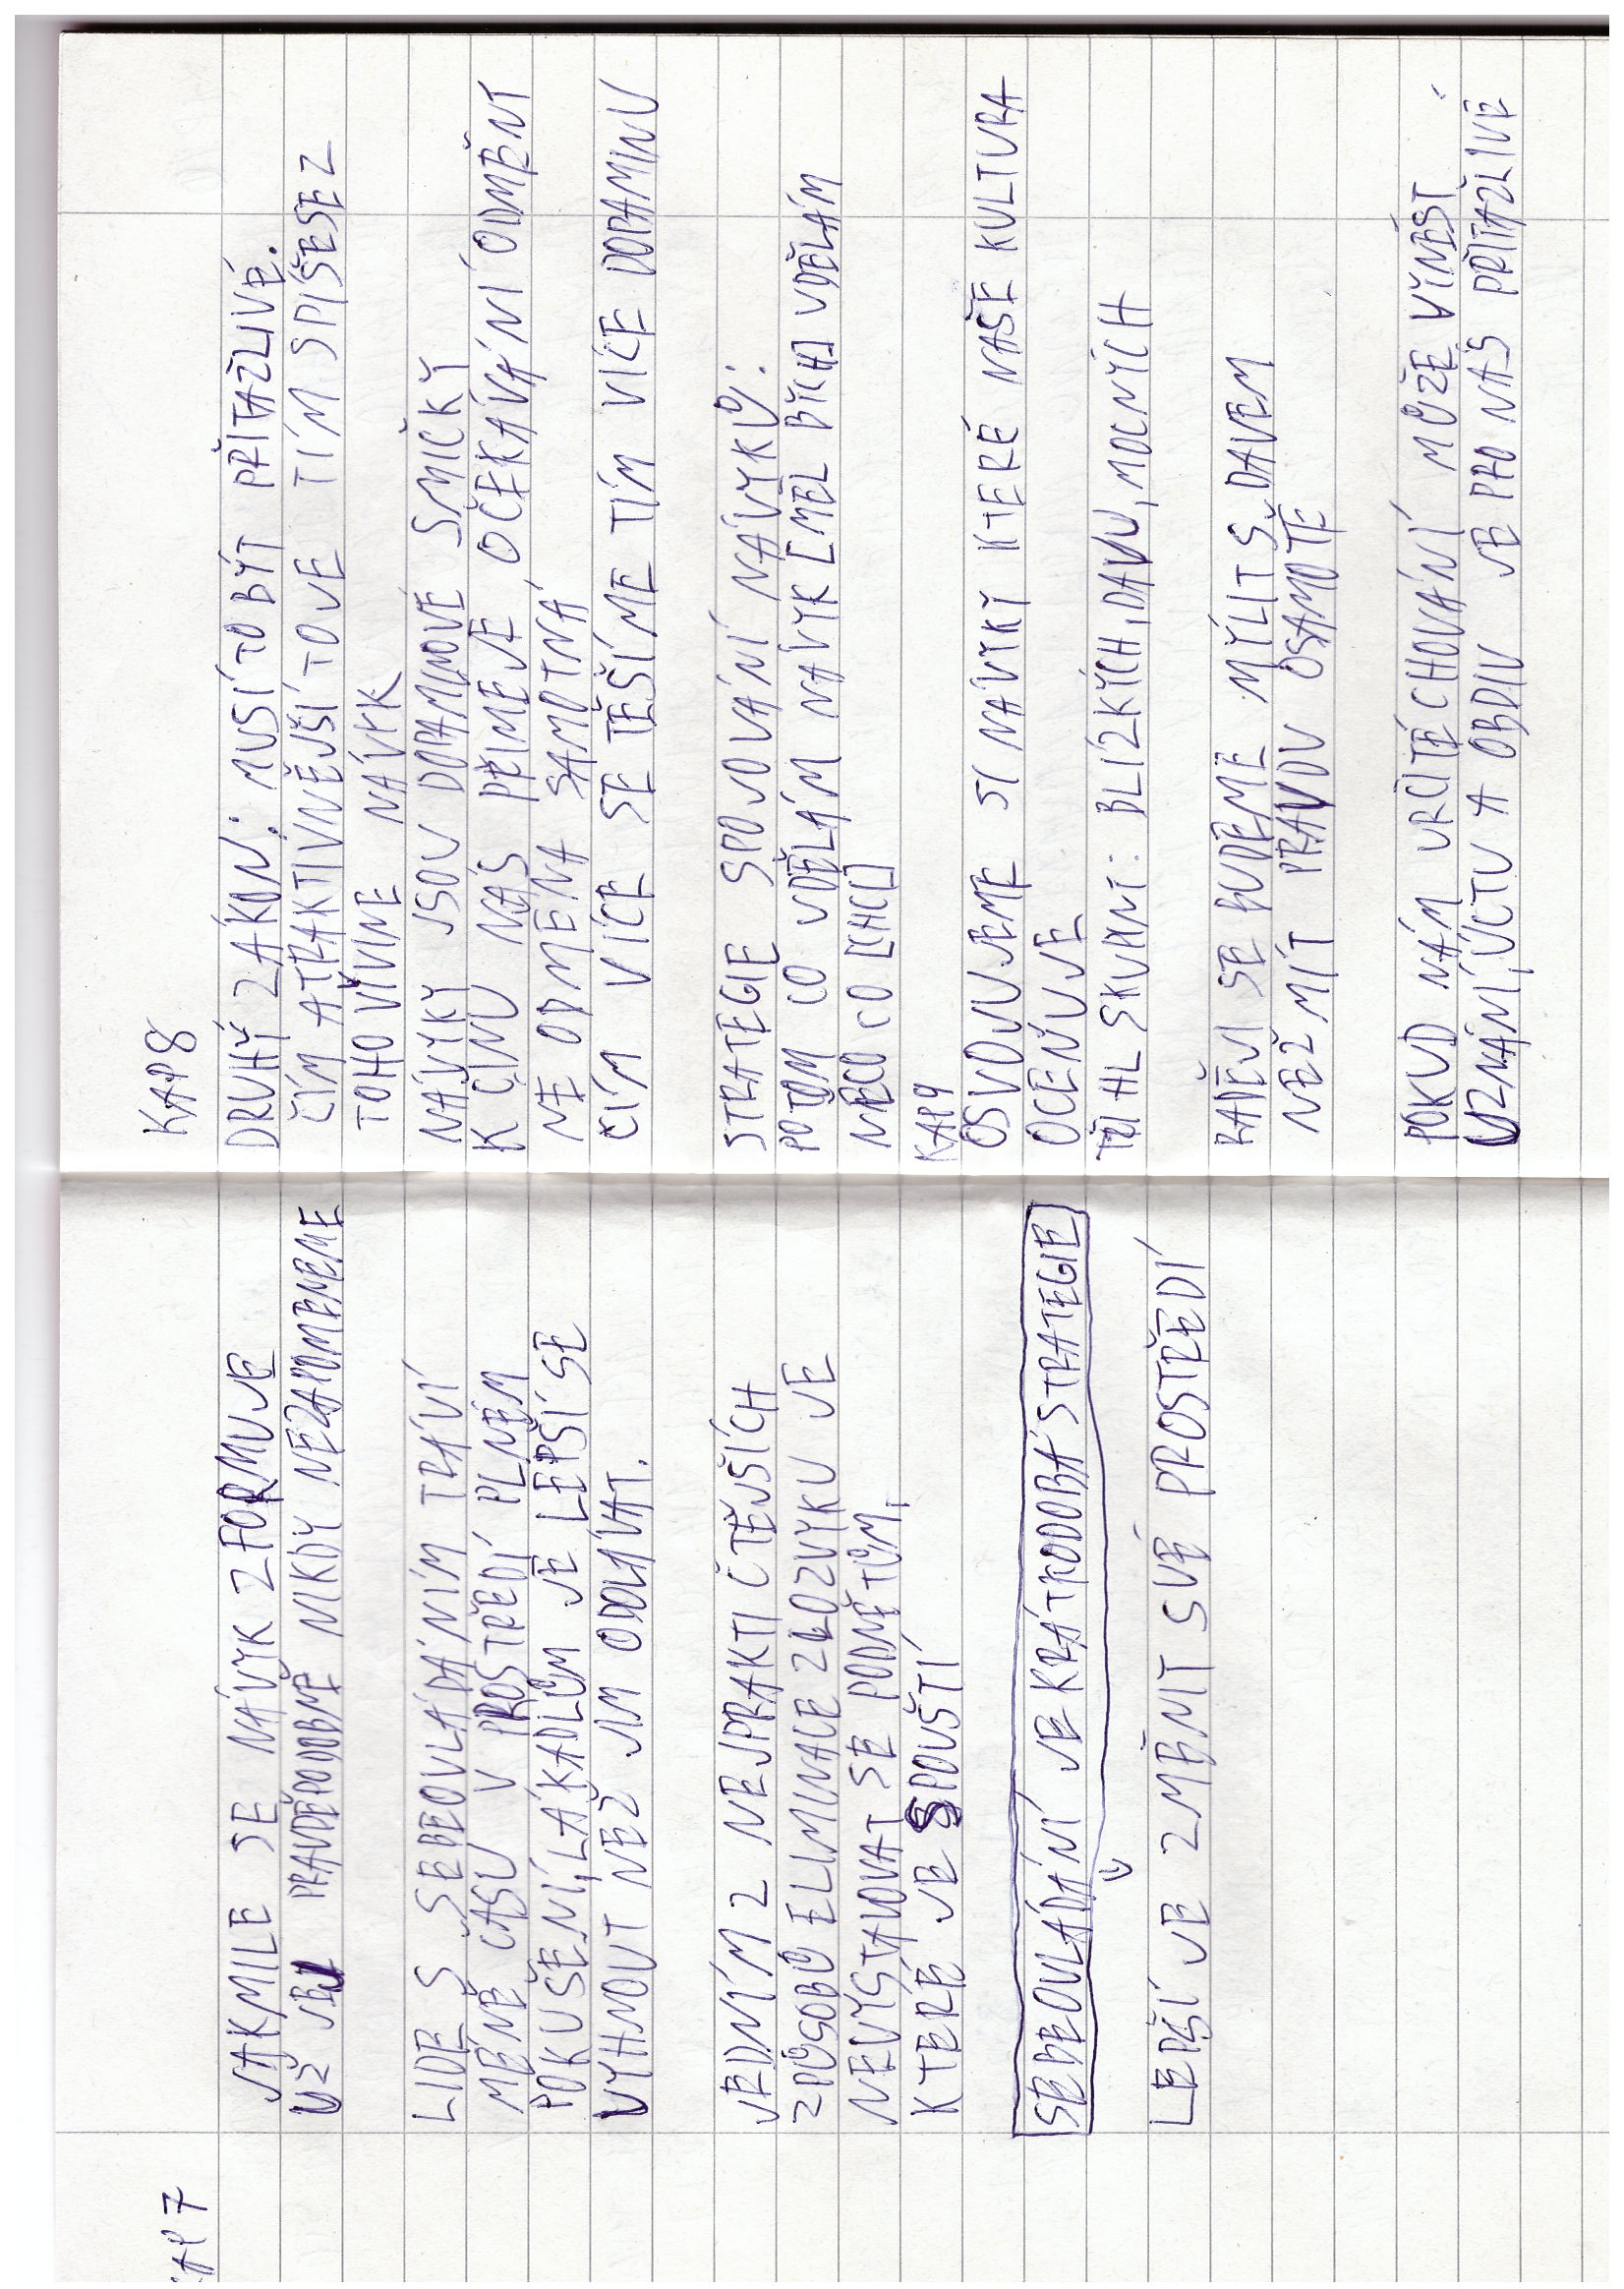 KAP 7
JAKMILE SE NÁVYK ZFORMUJE
UŽ JEJ PRAVDĚPODOBNĚ NIKDY NEZAPOMENEME
LIDÉ S SEBEOVLÁDÁNÍM TRÁVÍ
MÉNĚ ČASU V PROSTŘEDÍ PLNÉM
POKUŠENÍ, LÁKADLŮM JE LEPŠÍ SE
VYHNOUT NEŽ JIM ODOLÁVAT.
JEDNÍM Z NEJPRAKTIČTĚJŠÍCH
ZPŮSOBŮ ELIMINACE ZLOZVYKU JE
NEVYSTAVOVAT SE PODNĚTŮM,
KTERÉ JE SPOUŠTÍ
SEBEOVLÁDÁNÍ JE KRÁTKODOBÁ STRATEGIE
LEPŠÍ JE ZMĚNIT SVÉ PROSTŘEDÍ
KAP 8
DRUHÝ ZÁKON: MUSÍ TO BÝT PŘITAŽLIVÉ.
ČÍM ATRAKTIVNĚJŠÍ TO JE TÍM SPÍŠE SE Z
TOHO VYVINE NÁVYK
NÁVYKY JSOU DOPAMINOVÉ SMYČKY
K ČINU NÁS PŘIMĚJE OČEKÁVÁNÍ ODMĚNY
NE ODMĚNA SAMOTNÁ
ČÍM VÍCE SE TĚŠÍME TÍM VÍCE DOPAMINU
STRATEGIE SPOJOVÁNÍ NÁVYKŮ:
POTOM CO UDĚLÁM NÁVYK [MĚL BYCH] UDĚLÁM
NĚCO CO [CHCI]
KAP 9
OSVOJUJEME SI NÁVYKY KTERÉ NAŠE KULTURA
OCEŇUJE
TŘI HL SKUPINY: BLÍZKÝCH, DAVU, MOCNÝCH
RADĚJI SE BUDEME MÝLIT S DAVEM
NEŽ MÍT PRAVDU OSAMOTĚ
POKUD NÁM URČITÉ CHOVÁNÍ MŮŽE VYNÉST
UZNÁNÍ, ÚCTU A OBDIV JE PRO NÁS PŘITAŽLIVÉ